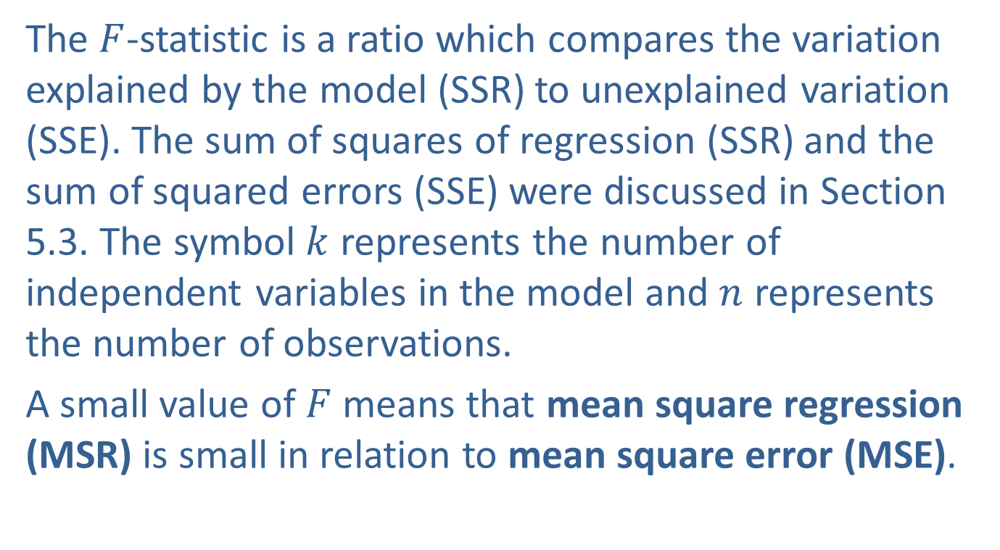 The F-statistic is a ratio which compares the variation
explained by the model (SSR) to unexplained variation
(SSE). The sum of squares of regression (SSR) and the
sum of squared errors (SSE) were discussed in Section
5.3. The symbol k represents the number of
independent variables in the model and n represents
the number of observations.
A small value of F means that mean square regression
(MSR) is small in relation to mean square error (MSE).